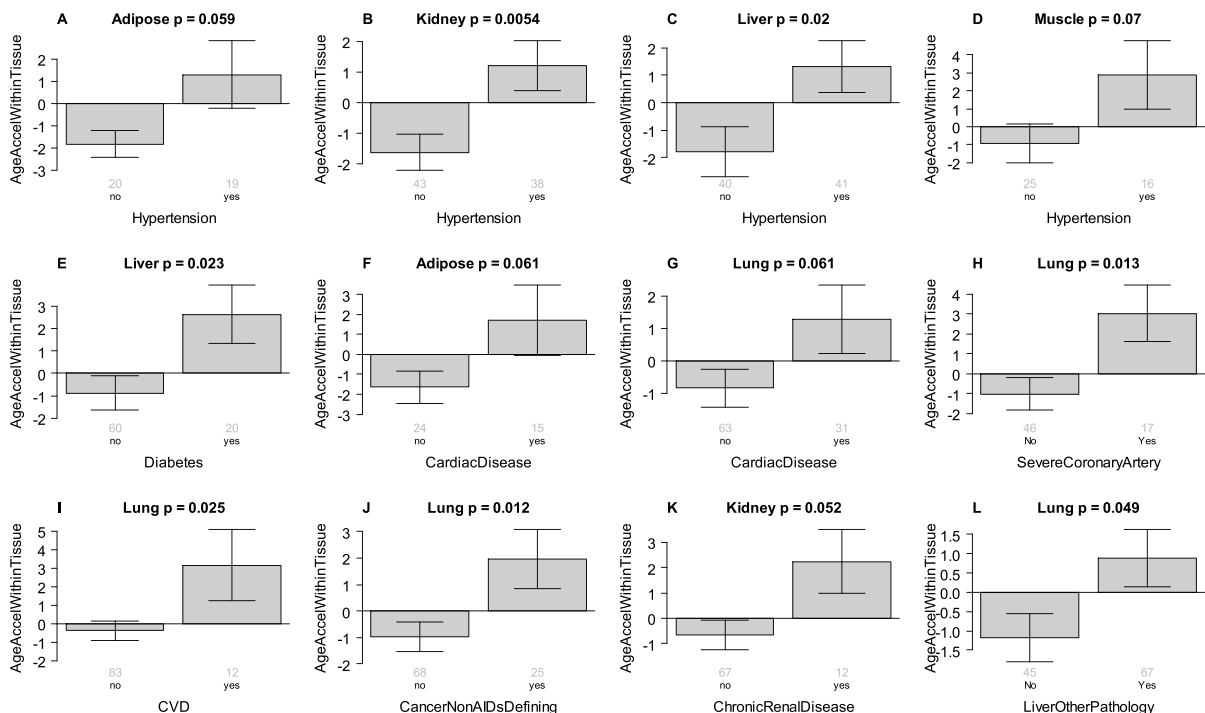 A Adipose p = 0.059
AgeAccelWithinTissue
2
1
0
-1
-2
-3
20 19
no yes
Hypertension
B Kidney p = 0.0054
AgeAccelWithinTissue
2
1
0
-1
-2
43 38
no yes
Hypertension
C Liver p = 0.02
AgeAccelWithinTissue
2
1
0
-1
-2
40 41
no yes
Hypertension
D Muscle p = 0.07
AgeAccelWithinTissue
4
3
2
1
0
-1
-2
25 16
no yes
Hypertension
E Liver p = 0.023
AgeAccelWithinTissue
3
2
1
0
-1
-2
60 20
no yes
Diabetes
F Adipose p = 0.061
AgeAccelWithinTissue
3
2
1
0
-1
-2
-3
24 15
no yes
CardiacDisease
G Lung p = 0.061
AgeAccelWithinTissue
2
1
0
-1
63 31
no yes
CardiacDisease
H Lung p = 0.013
AgeAccelWithinTissue
4
3
2
1
0
-1
-2
46 17
No Yes
SevereCoronaryArtery
I Lung p = 0.025
AgeAccelWithinTissue
5
4
3
2
1
0
-1
-2
83 12
no yes
CVD
J Lung p = 0.012
AgeAccelWithinTissue
3
2
1
0
-1
-2
68 25
no yes
CancerNonAIDsDefining
K Kidney p = 0.052
AgeAccelWithinTissue
3
2
1
0
-1
67 12
no yes
ChronicRenalDisease
L Lung p = 0.049
AgeAccelWithinTissue
1.5
1.0
0.5
0.0
-0.5
-1.0
-1.5
45 67
No Yes
LiverOtherPathology